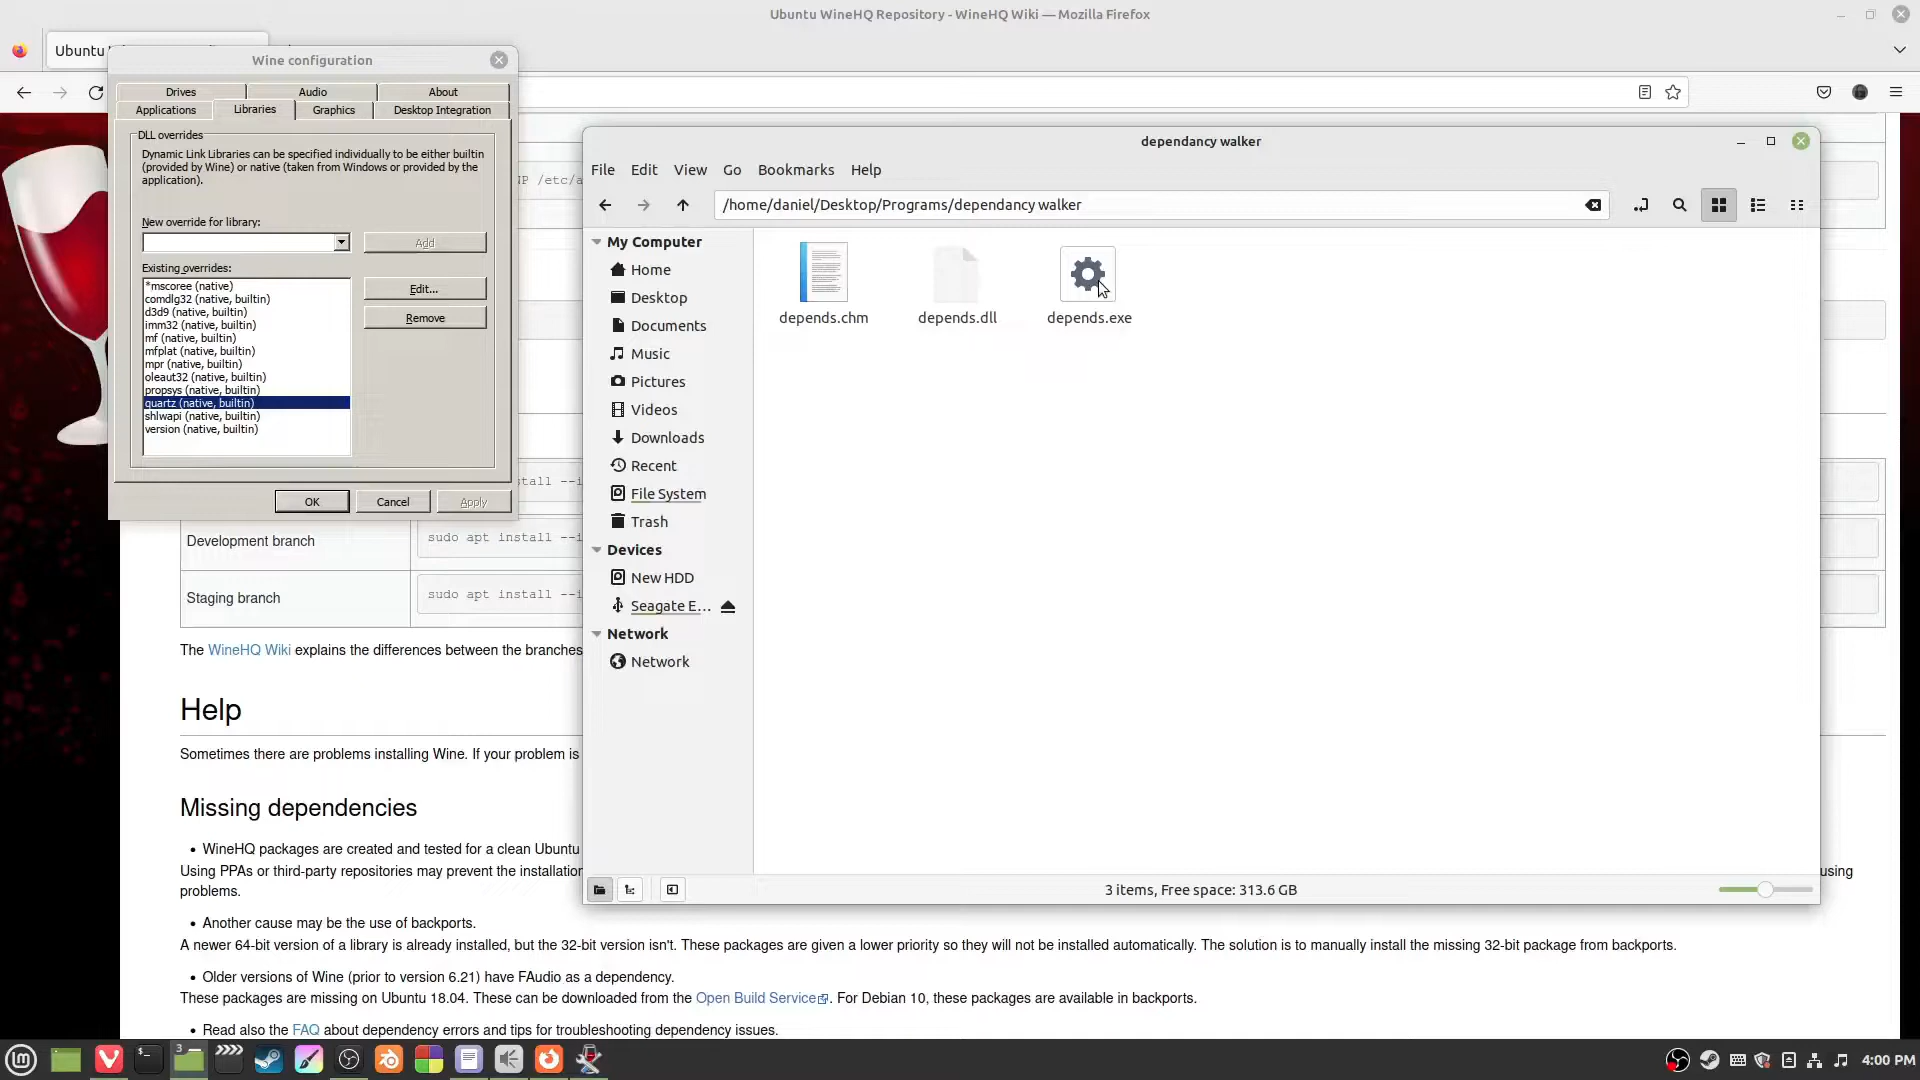 Ubuntu WineHQ Repository - WineHQ Wiki — Mozilla Firefox
Ubuntu
Wine configuration
Drives
Audio
About
Applications
Libraries
Graphics
Desktop Integration
DLL overrides
Dynamic Link Libraries can be specified individually to be either builtin
(provided by Wine) or native (taken from Windows or provided by the
application).
New override for library:
Add
Existing overrides:
*mscoree (native)
comdlg32 (native, builtin)
d3d9 (native, builtin)
imm32 (native, builtin)
mf (native, builtin)
mfplat (native, builtin)
mpr (native, builtin)
oleaut32 (native, builtin)
propsys (native, builtin)
quartz (native, builtin)
shlwapi (native, builtin)
version (native, builtin)
Edit...
Remove
OK
Cancel
Apply
NP /etc/a
stall --i
Development branch
sudo apt install --i
Staging branch
sudo apt install --i
The WineHQ Wiki explains the differences between the branches
Help
Sometimes there are problems installing Wine. If your problem is
Missing dependencies
• WineHQ packages are created and tested for a clean Ubuntu
Using PPAs or third-party repositories may prevent the installation
using
problems.
• Another cause may be the use of backports.
A newer 64-bit version of a library is already installed, but the 32-bit version isn't. These packages are given a lower priority so they will not be installed automatically. The solution is to manually install the missing 32-bit package from backports.
• Older versions of Wine (prior to version 6.21) have FAudio as a dependency.
These packages are missing on Ubuntu 18.04. These can be downloaded from the Open Build Service. For Debian 10, these packages are available in backports.
• Read also the FAQ about dependency errors and tips for troubleshooting dependency issues.
dependancy walker
File Edit View Go Bookmarks Help
/home/daniel/Desktop/Programs/dependancy walker
My Computer
Home
Desktop
Documents
Music
Pictures
Videos
Downloads
Recent
File System
Trash
Devices
New HDD
Seagate E...
Network
Network
depends.chm
depends.dll
depends.exe
3 items, Free space: 313.6 GB
3
4:00 PM